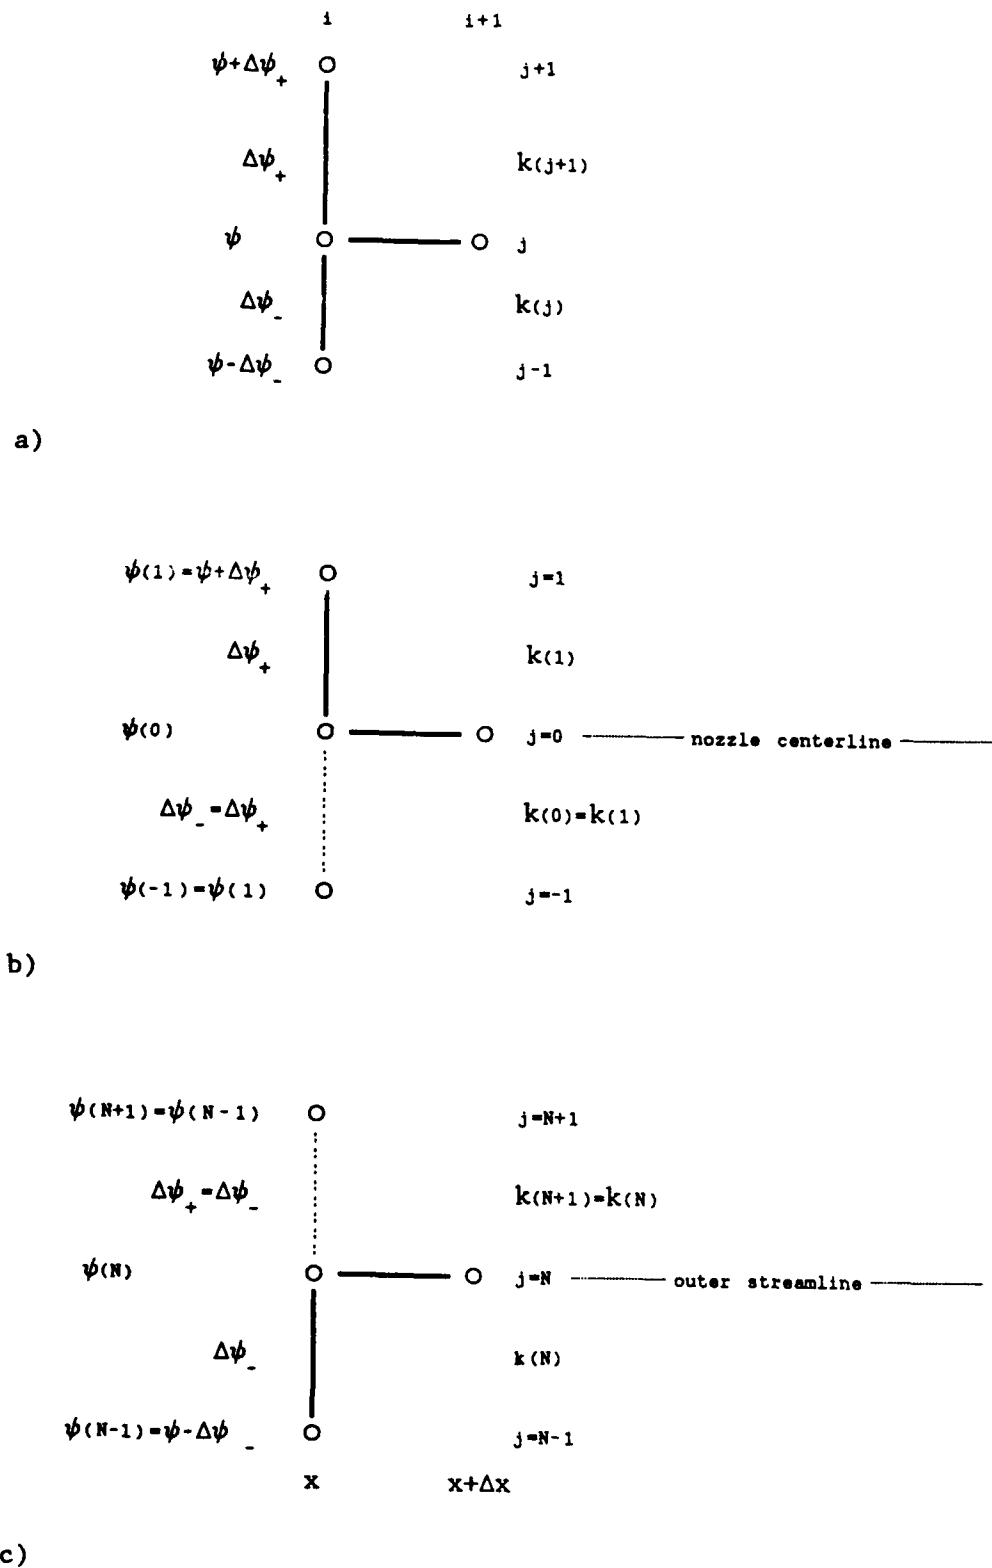 i i+1
ψ+Δψ₊ j+1
Δψ₊ k(j+1)
ψ j
Δψ₋ k(j)
ψ-Δψ₋ j-1
a)
ψ(1)=ψ+Δψ₊ j=1
Δψ₊ k(1)
ψ(0) j=0 nozzle centerline
Δψ₋=Δψ₊ k(0)=k(1)
ψ(-1)=ψ(1) j=-1
b)
ψ(N+1)=ψ(N-1) j=N+1
Δψ₊=Δψ₋ k(N+1)=k(N)
ψ(N) j=N outer streamline
Δψ₋ k(N)
ψ(N-1)=ψ-Δψ₋ j=N-1
x x+Δx
c)